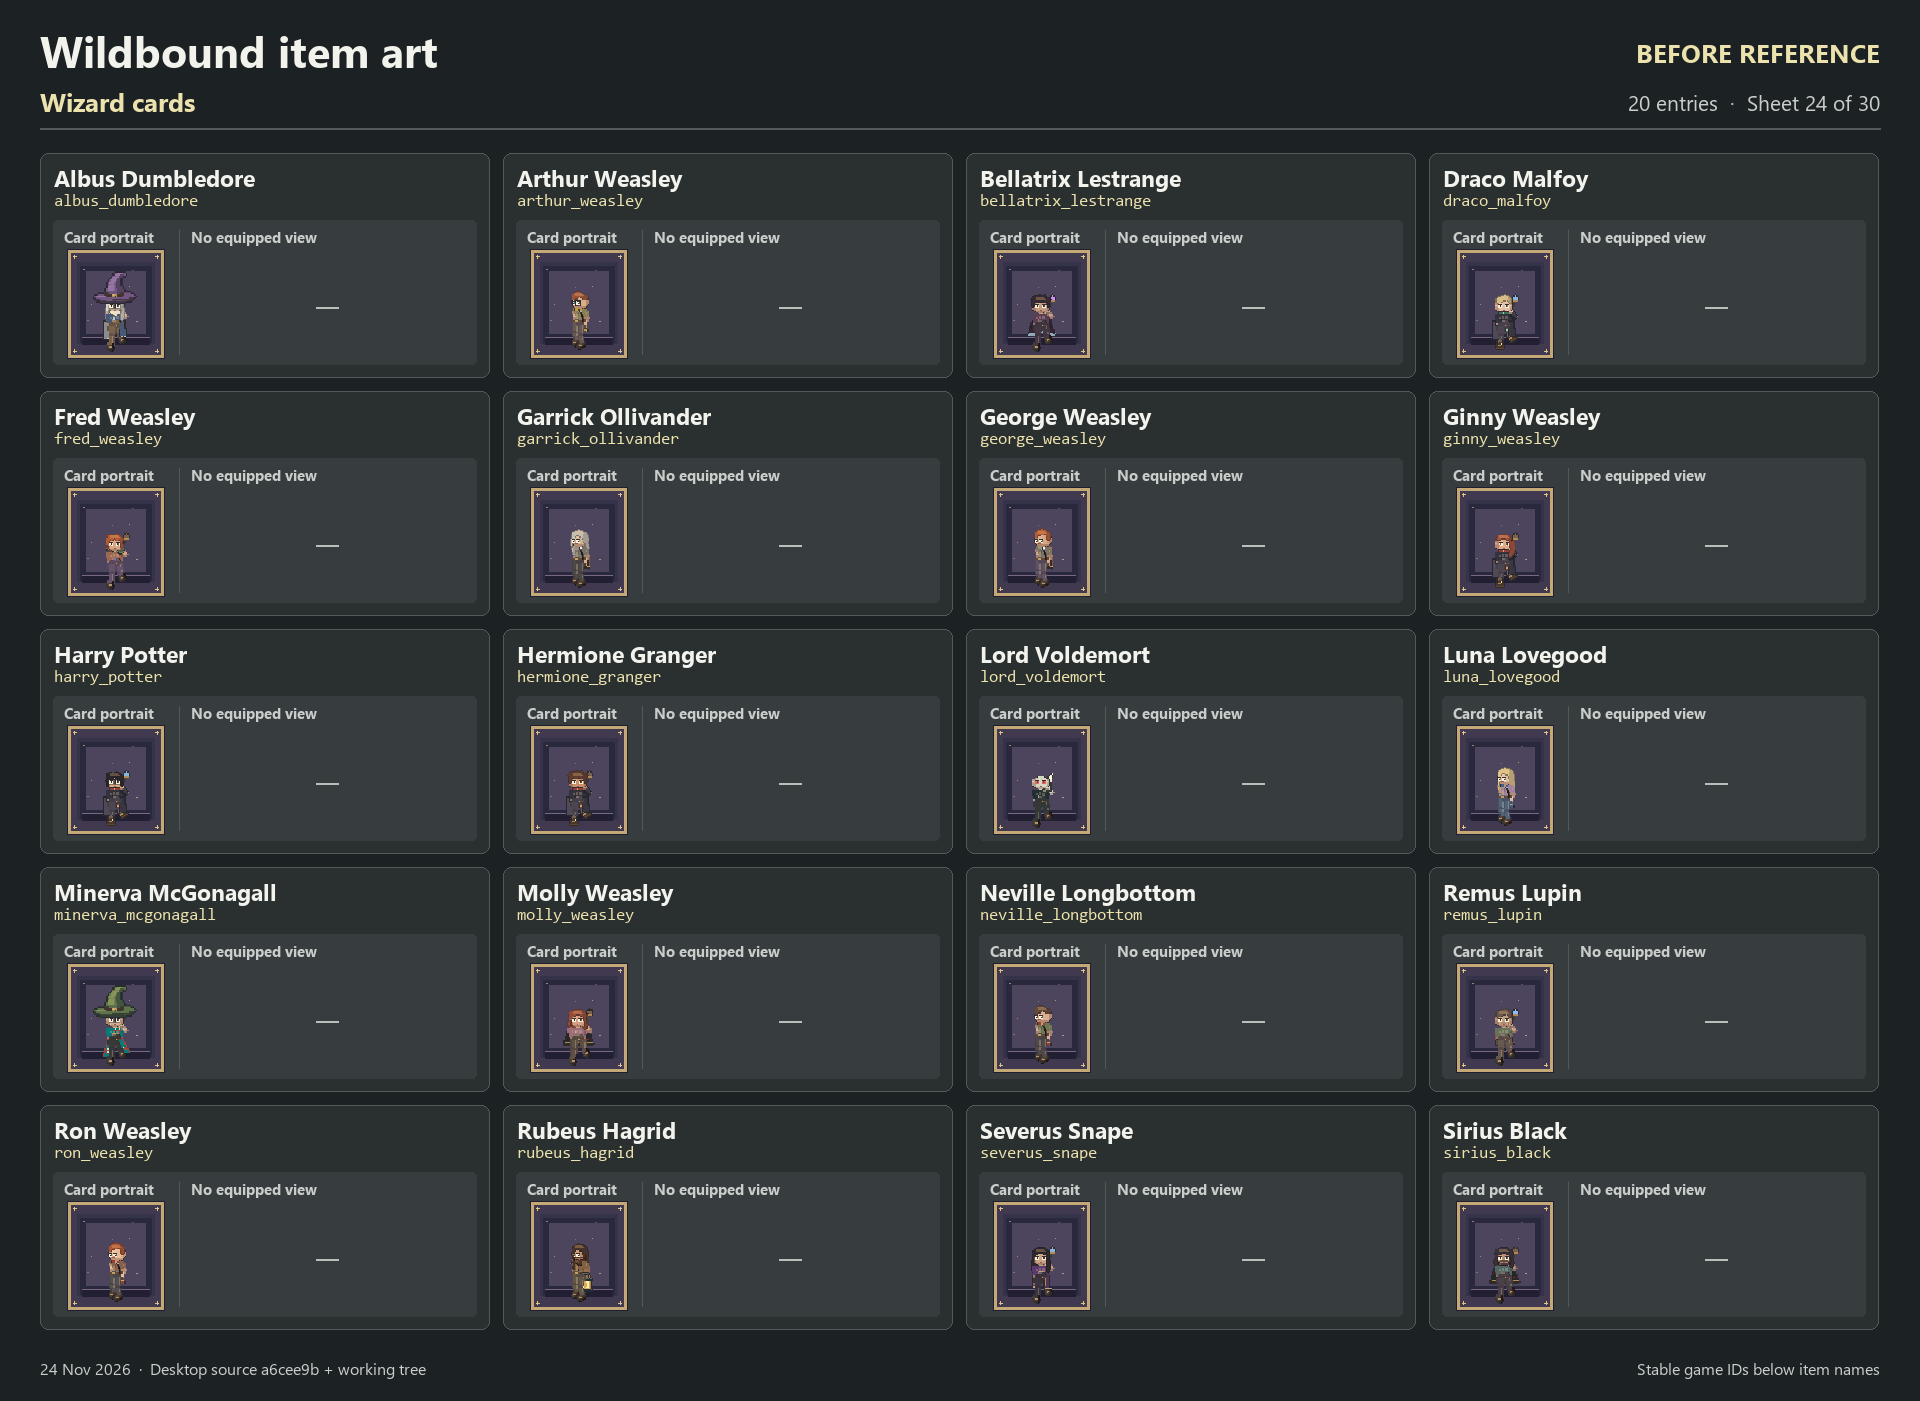 Wildbound item art
BEFORE REFERENCE
Wizard cards
20 entries · Sheet 24 of 30
Albus Dumbledore
albus_dumbledore
Card portrait
No equipped view
—
Arthur Weasley
arthur_weasley
Card portrait
No equipped view
—
Bellatrix Lestrange
bellatrix_lestrange
Card portrait
No equipped view
—
Draco Malfoy
draco_malfoy
Card portrait
No equipped view
—
Fred Weasley
fred_weasley
Card portrait
No equipped view
—
Garrick Ollivander
garrick_ollivander
Card portrait
No equipped view
—
George Weasley
george_weasley
Card portrait
No equipped view
—
Ginny Weasley
ginny_weasley
Card portrait
No equipped view
—
Harry Potter
harry_potter
Card portrait
No equipped view
—
Hermione Granger
hermione_granger
Card portrait
No equipped view
—
Lord Voldemort
lord_voldemort
Card portrait
No equipped view
—
Luna Lovegood
luna_lovegood
Card portrait
No equipped view
—
Minerva McGonagall
minerva_mcgonagall
Card portrait
No equipped view
—
Molly Weasley
molly_weasley
Card portrait
No equipped view
—
Neville Longbottom
neville_longbottom
Card portrait
No equipped view
—
Remus Lupin
remus_lupin
Card portrait
No equipped view
—
Ron Weasley
ron_weasley
Card portrait
No equipped view
—
Rubeus Hagrid
rubeus_hagrid
Card portrait
No equipped view
—
Severus Snape
severus_snape
Card portrait
No equipped view
—
Sirius Black
sirius_black
Card portrait
No equipped view
—
24 Nov 2026 · Desktop source a6cee9b + working tree
Stable game IDs below item names